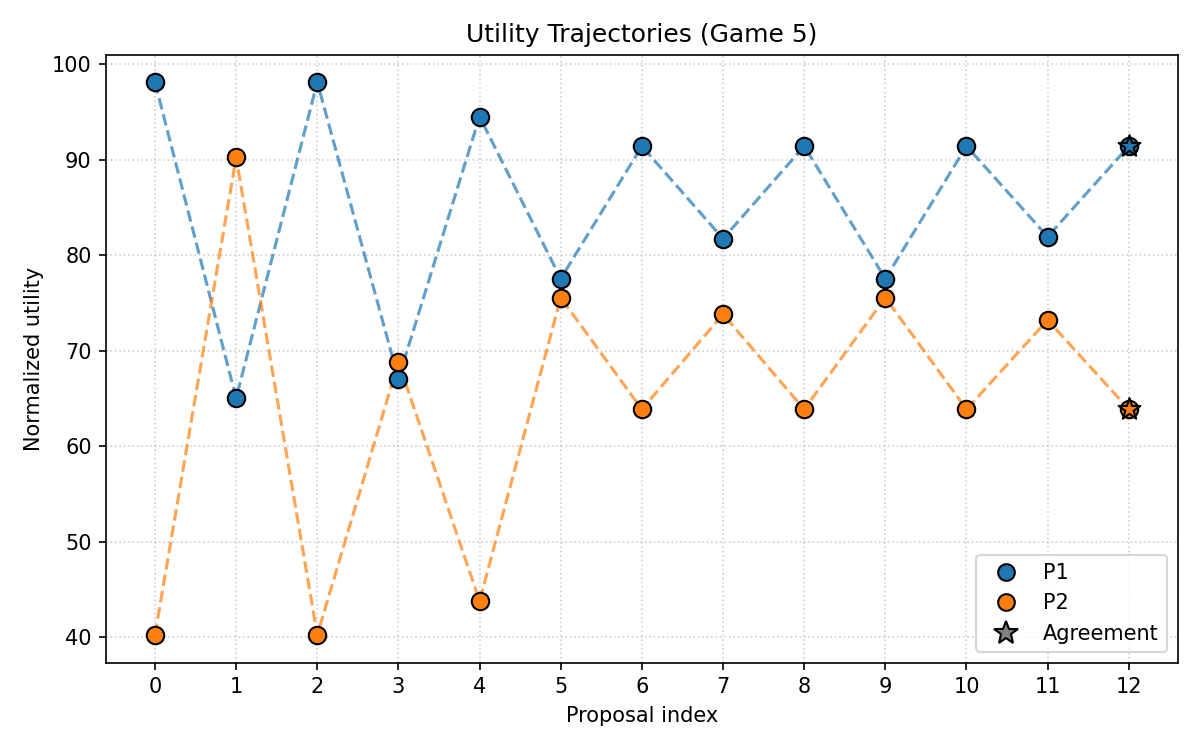 Utility Trajectories (Game 5)
Normalized utility
100
90
80
70
60
50
40
0 1 2 3 4 5 6 7 8 9 10 11 12
Proposal index
P1
P2
Agreement